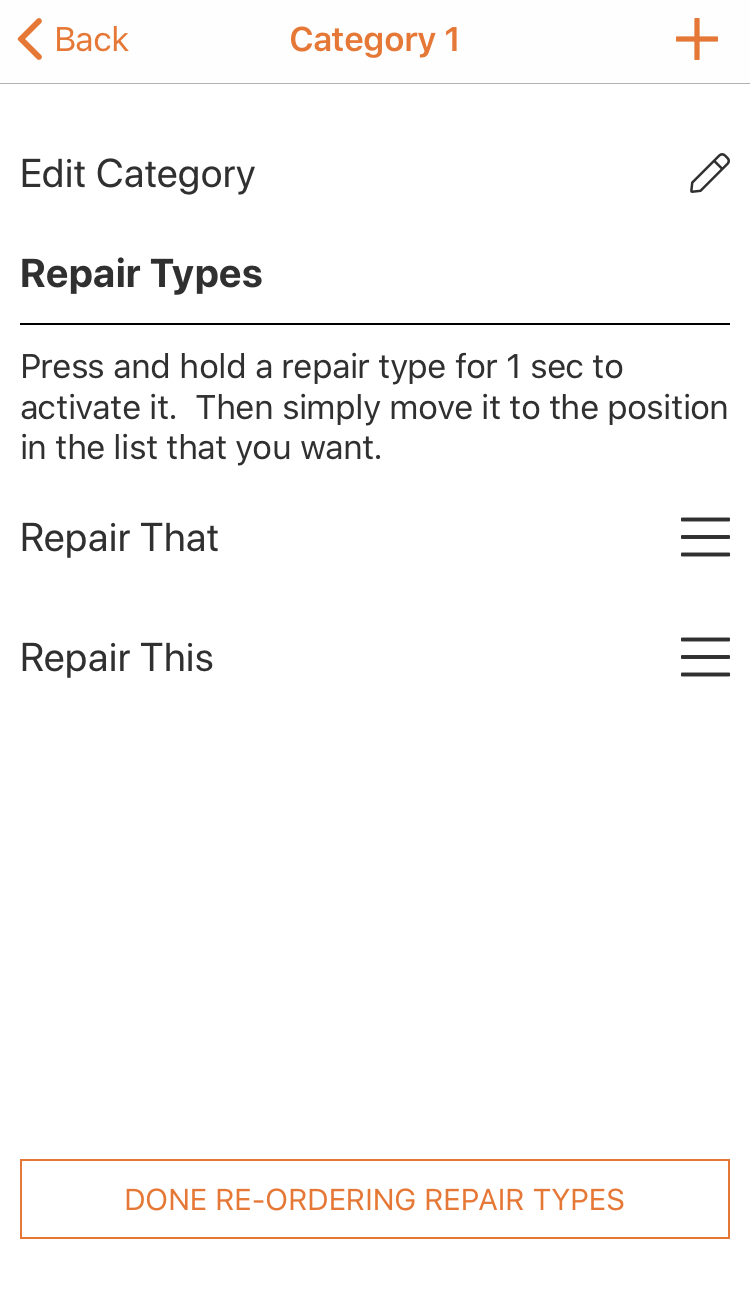 Back
Category 1
Edit Category
Repair Types
Press and hold a repair type for 1 sec to
activate it.  Then simply move it to the position
in the list that you want.
Repair That
Repair This
DONE RE-ORDERING REPAIR TYPES